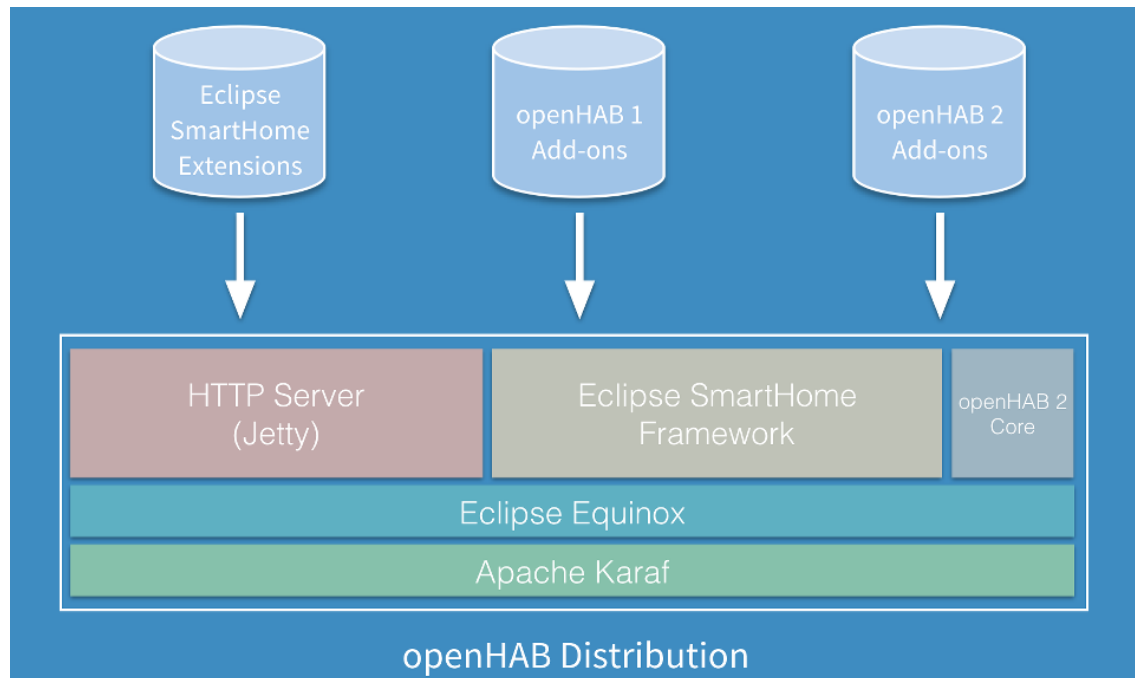 Eclipse
SmartHome
Extensions
openHAB 1
Add-ons
openHAB 2
Add-ons
HTTP Server
(Jetty)
Eclipse SmartHome
Framework
openHAB 2
Core
Eclipse Equinox
Apache Karaf
openHAB Distribution